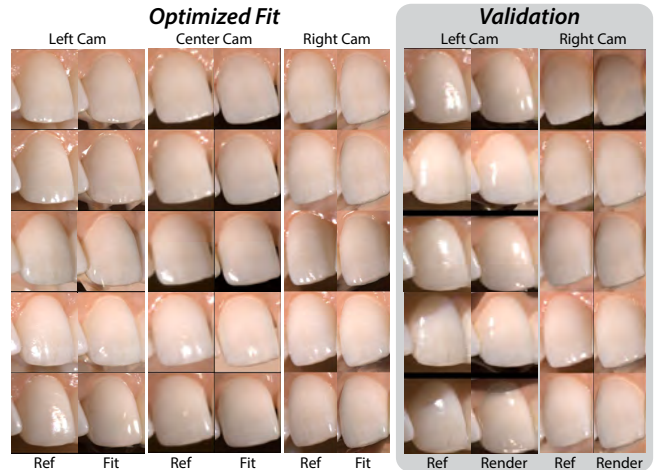 Optimized Fit
Validation
Left Cam Center Cam Right Cam Left Cam Right Cam
Ref Fit Ref Fit Ref Fit Ref Render Ref Render